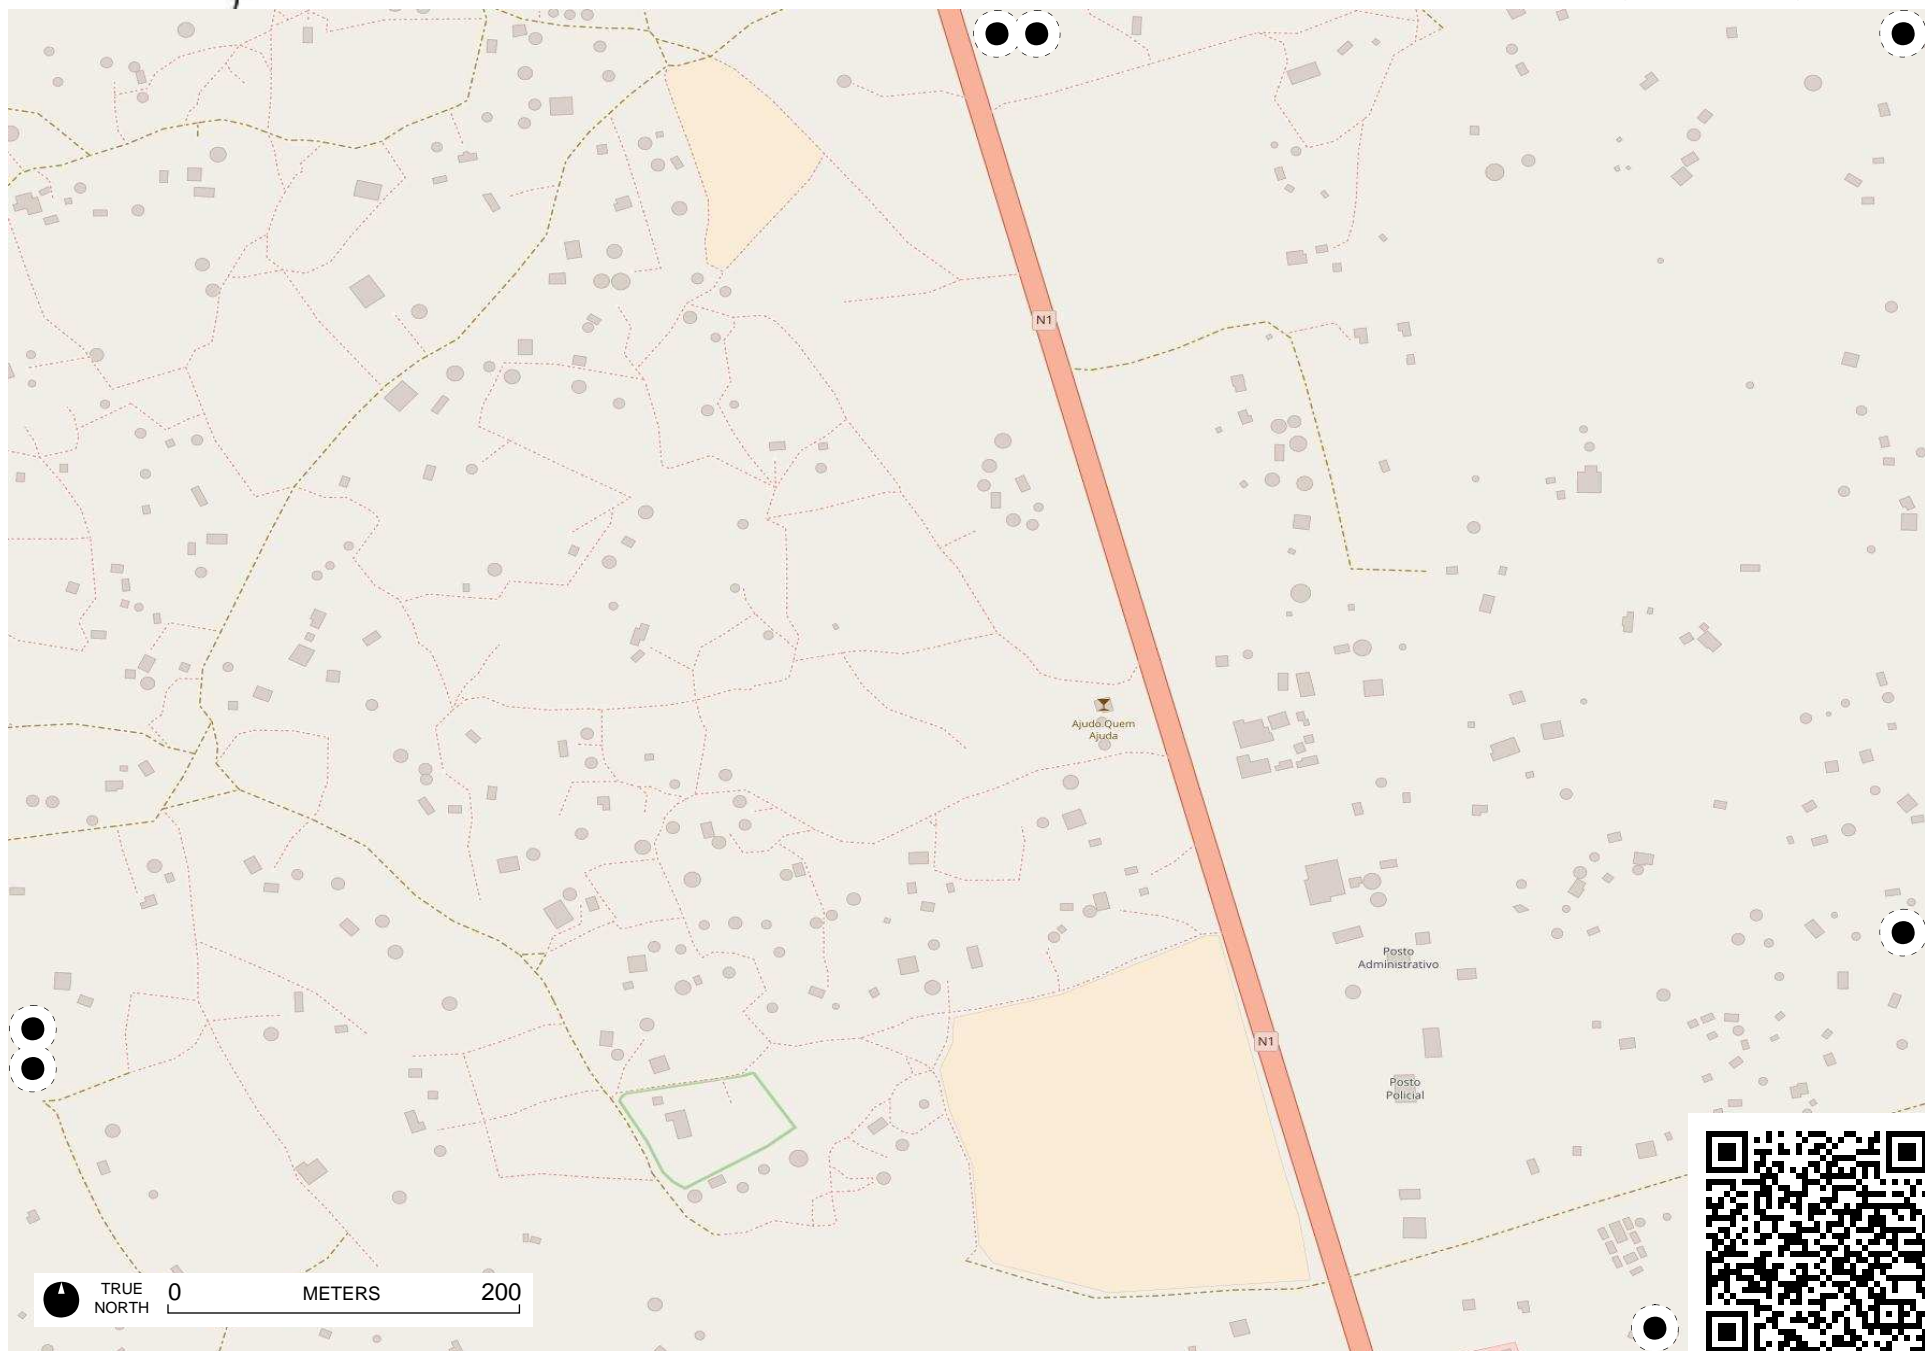 N1
Ajudo Quem
Ajuda
Posto
Administrativo
N1
Posto
Policial
TRUE
NORTH
0 METERS 200